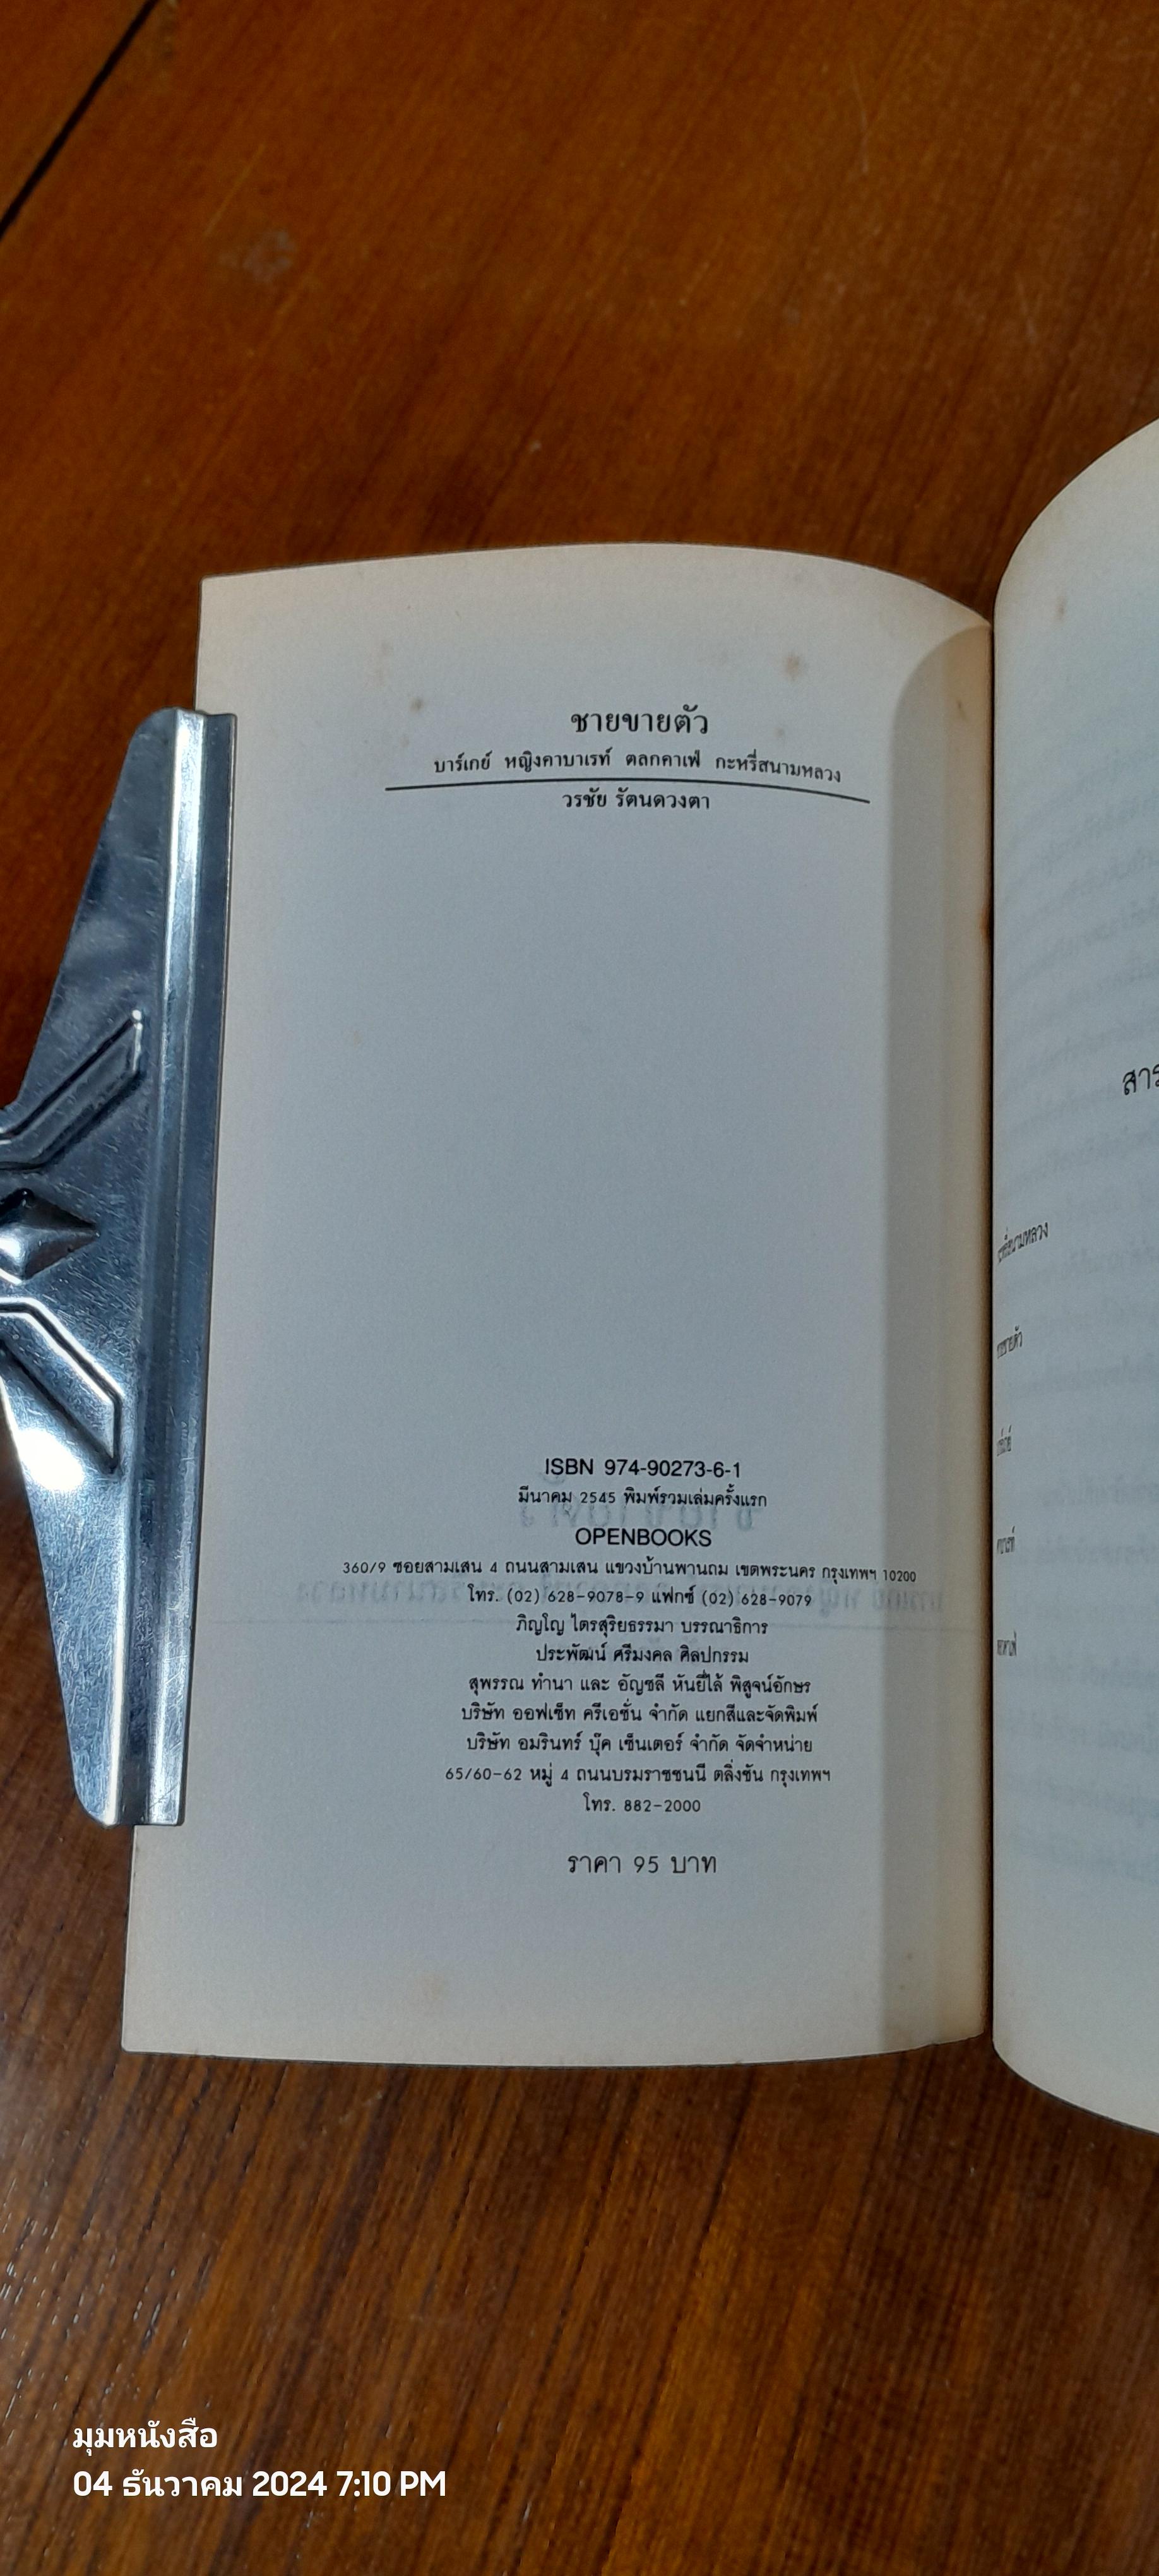 ชายขายตัว
บาร์เกย์ หญิงคาบาเรท์ ตลกคาเฟ่ กะหรี่สนามหลวง
วรชัย รัตนดวงตา
ISBN 974-90273-6-1
มีนาคม 2545 พิมพ์รวมเล่มครั้งแรก
OPENBOOKS
360/9 ซอยสามเสน 4 ถนนสามเสน แขวงบ้านพานถม เขตพระนคร กรุงเทพฯ 10200
โทร. (02) 628-9078-9 แฟกซ์ (02) 628-9079
ภิญโญ ไตรสุริยธรรมา บรรณาธิการ
ประพัฒน์ ศรีมงคล ศิลปกรรม
สุพรรณ ทำนา และ อัญชลี หันยี่ไล้ พิสูจน์อักษร
บริษัท ออฟเซ็ท ครีเอชั่น จำกัด แยกสีและจัดพิมพ์
บริษัท อมรินทร์ บุ๊ค เซ็นเตอร์ จำกัด จัดจำหน่าย
65/60-62 หมู่ 4 ถนนบรมราชชนนี ตลิ่งชัน กรุงเทพฯ
โทร. 882-2000
ราคา 95 บาท
สาร
มุมหนังสือ
04 ธันวาคม 2024 7:10 PM